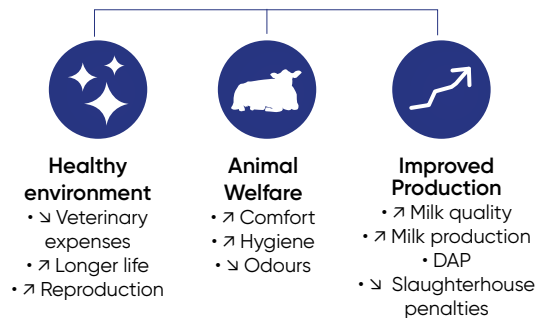 Healthy
environment
• ↘ Veterinary
expenses
• ↗ Longer life
• ↗ Reproduction
Animal
Welfare
• ↗ Comfort
• ↗ Hygiene
• ↘ Odours
Improved
Production
• ↗ Milk quality
• ↗ Milk production
• DAP
• ↘ Slaughterhouse
penalties